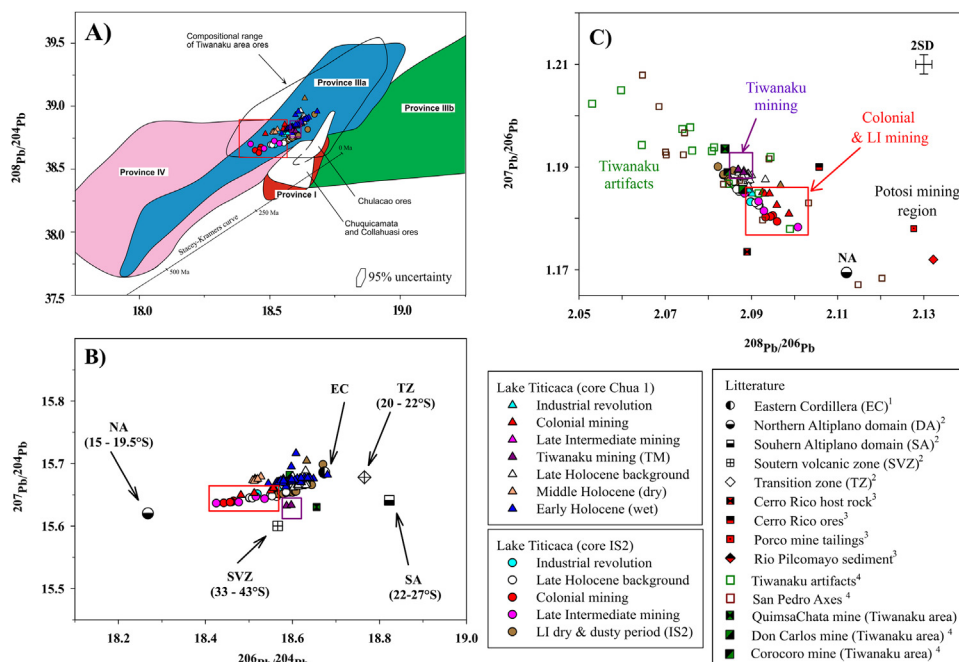 A)
Compositional range
of Tiwanaku area ores
Province IIIa
Province IIIb
Province IV
Province I
0 Ma
250 Ma
500 Ma
Stacey-Kramers curve
Chulacao ores
Chuquicamata
and Collahuasi ores
95% uncertainty
208Pb/204Pb
39.5
39.0
38.5
38.0
37.5
18.0
18.5
19.0
C)
2SD
Tiwanaku
mining
Colonial
& LI mining
Tiwanaku
artifacts
Potosi mining
region
NA
207Pb/206Pb
1.21
1.20
1.19
1.18
1.17
2.05
2.07
2.09
2.11
2.13
208Pb/206Pb
B)
NA
(15 - 19.5°S)
EC
TZ
(20 - 22°S)
SVZ
(33 - 43°S)
SA
(22-27°S)
207Pb/204Pb
15.8
15.7
15.6
15.5
18.2
18.4
18.6
18.8
19.0
206Pb/204Pb
Lake Titicaca (core Chua 1)
Industrial revolution
Colonial mining
Late Intermediate mining
Tiwanaku mining (TM)
Late Holocene background
Middle Holocene (dry)
Early Holocene (wet)
Lake Titicaca (core IS2)
Industrial revolution
Late Holocene background
Colonial mining
Late Intermediate mining
LI dry & dusty period (IS2)
Litterature
Eastern Cordillera (EC)1
Northern Altiplano domain (DA)2
Souhern Altiplano domain (SA)2
Soutern volcanic zone (SVZ)2
Transition zone (TZ)2
Cerro Rico host rock3
Cerro Rico ores3
Porco mine tailings3
Rio Pilcomayo sediment3
Tiwanaku artifacts4
San Pedro Axes 4
QuimsaChata mine (Tiwanaku area)
Don Carlos mine (Tiwanaku area) 4
Corocoro mine (Tiwanaku area) 4